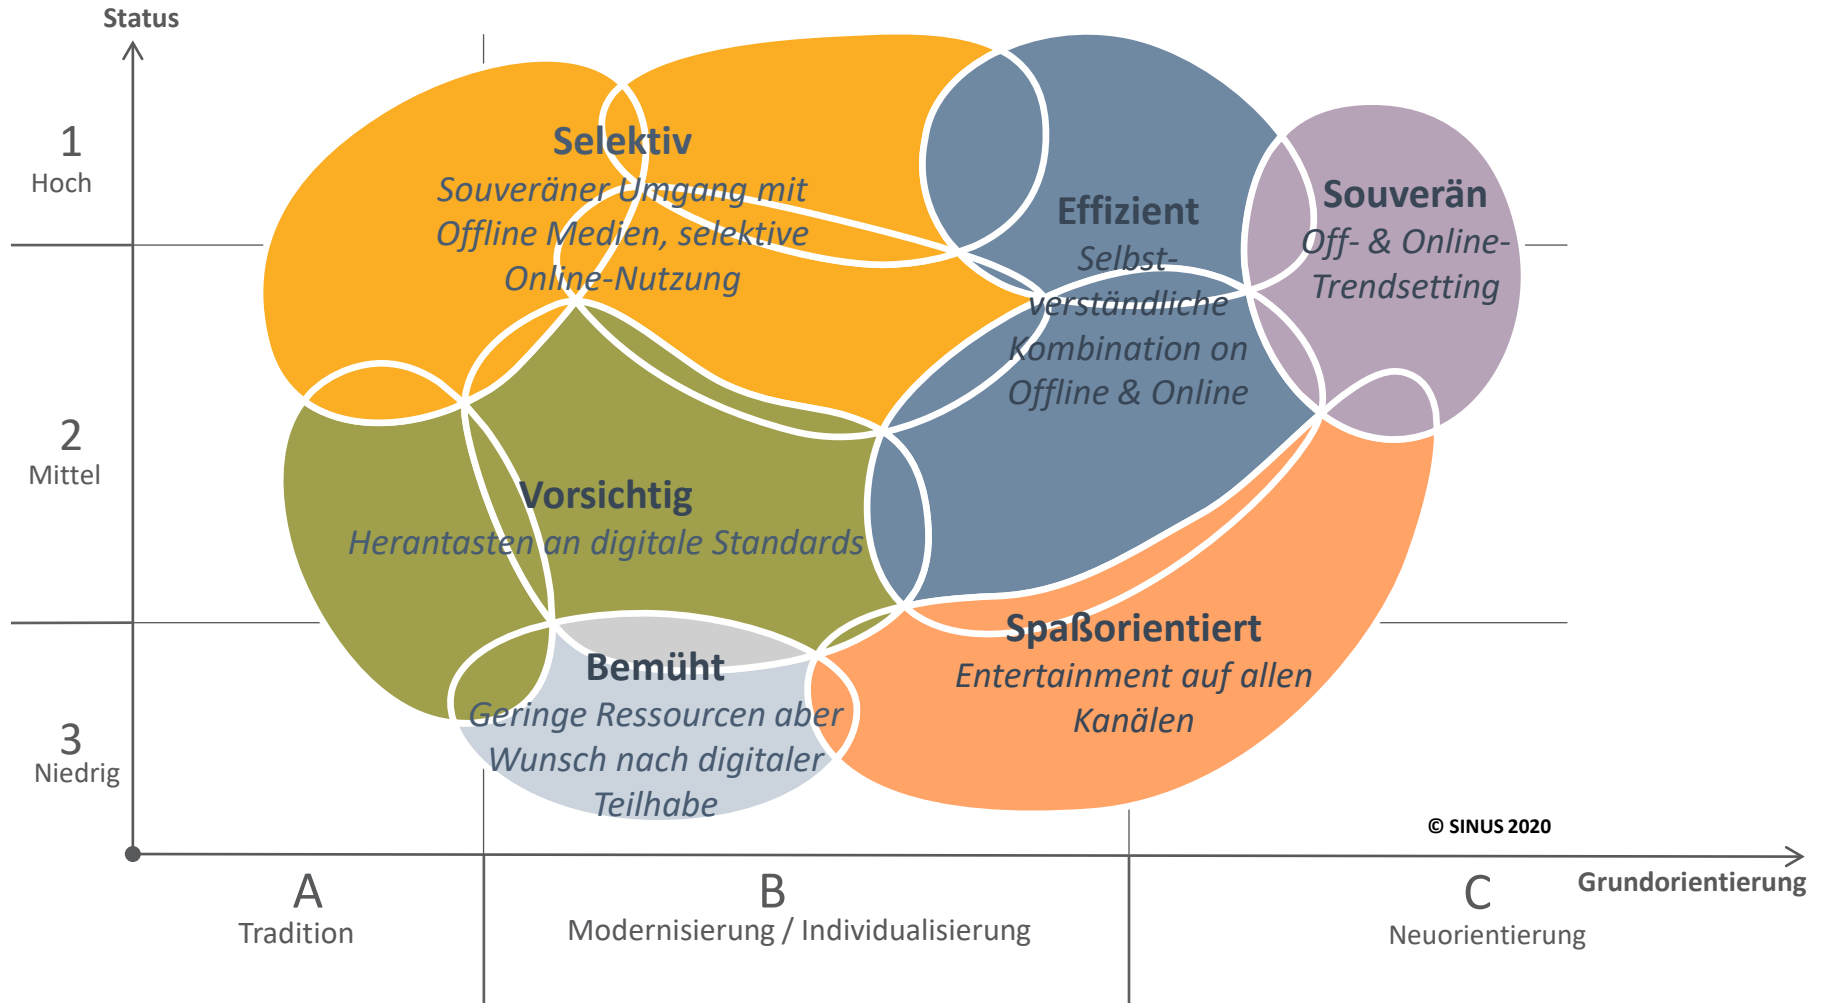 Status
1
Hoch
2
Mittel
3
Niedrig
Selektiv
Souveräner Umgang mit
Offline Medien, selektive
Online-Nutzung
Effizient
Selbst-
verständliche
Kombination on
Offline & Online
Souverän
Off- & Online-
Trendsetting
Vorsichtig
Herantasten an digitale Standards
Bemüht
Geringe Ressourcen aber
Wunsch nach digitaler
Teilhabe
Spaßorientiert
Entertainment auf allen
Kanälen
© SINUS 2020
A
Tradition
B
Modernisierung / Individualisierung
C
Neuorientierung
Grundorientierung